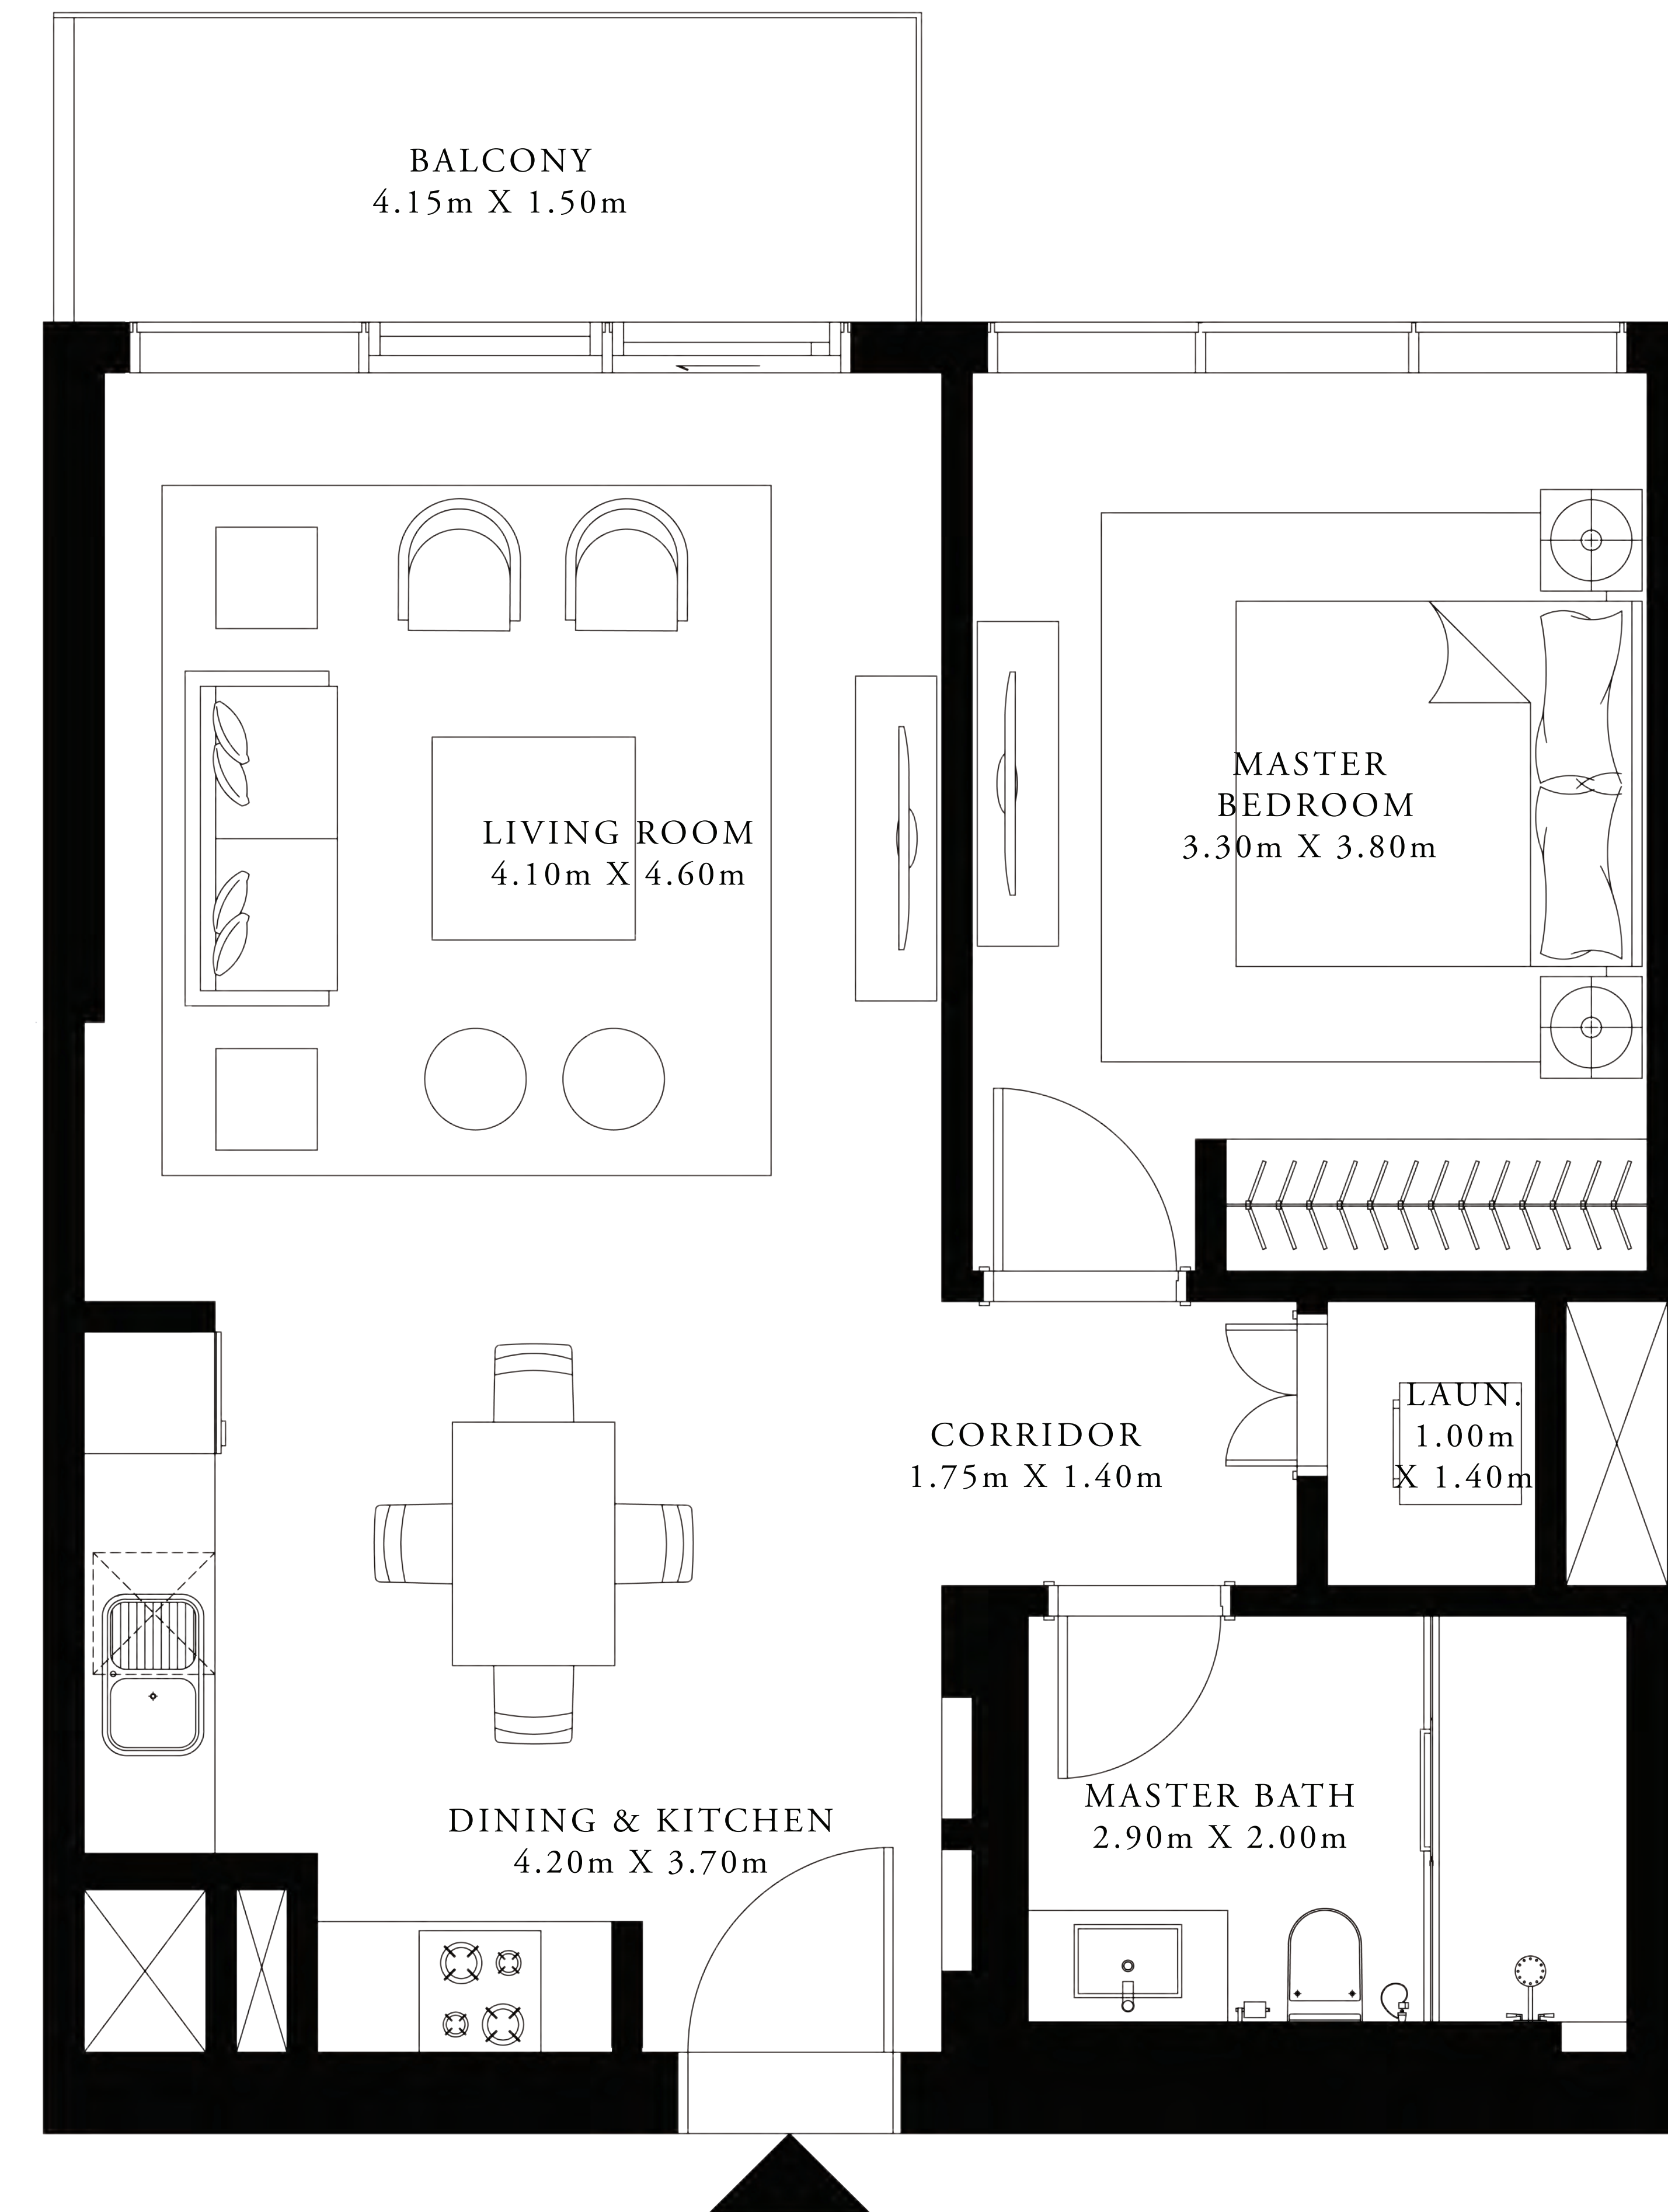 BALCONY
4.15m X 1.50m
MASTER
BEDROOM
3.30m X 3.80m
LIVING ROOM
4.10m X 4.60m
LAUN.
1.00m
X 1.40m
CORRIDOR
1.75m X 1.40m
MASTER BATH
2.90m X 2.00m
DINING & KITCHEN
4.20m X 3.70m